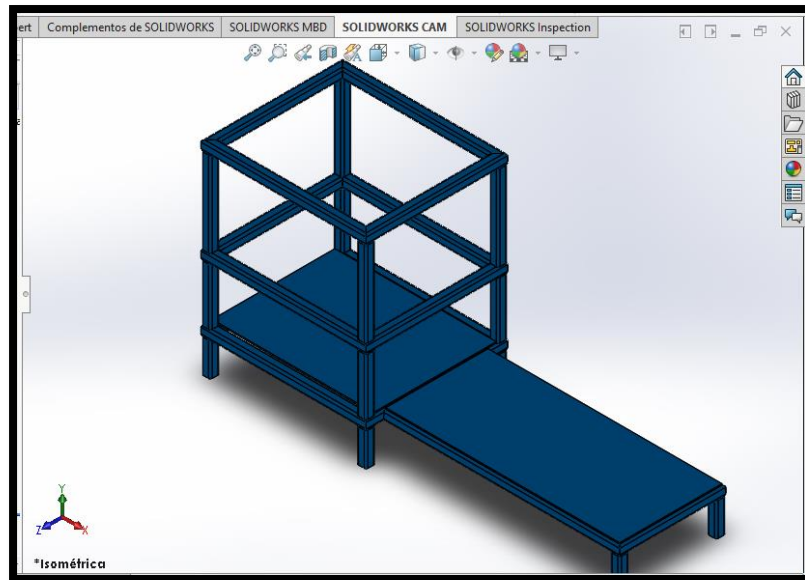 ert Complementos de SOLIDWORKS SOLIDWORKS MBD SOLIDWORKS CAM SOLIDWORKS Inspection
Y
Z X
*Isométrica